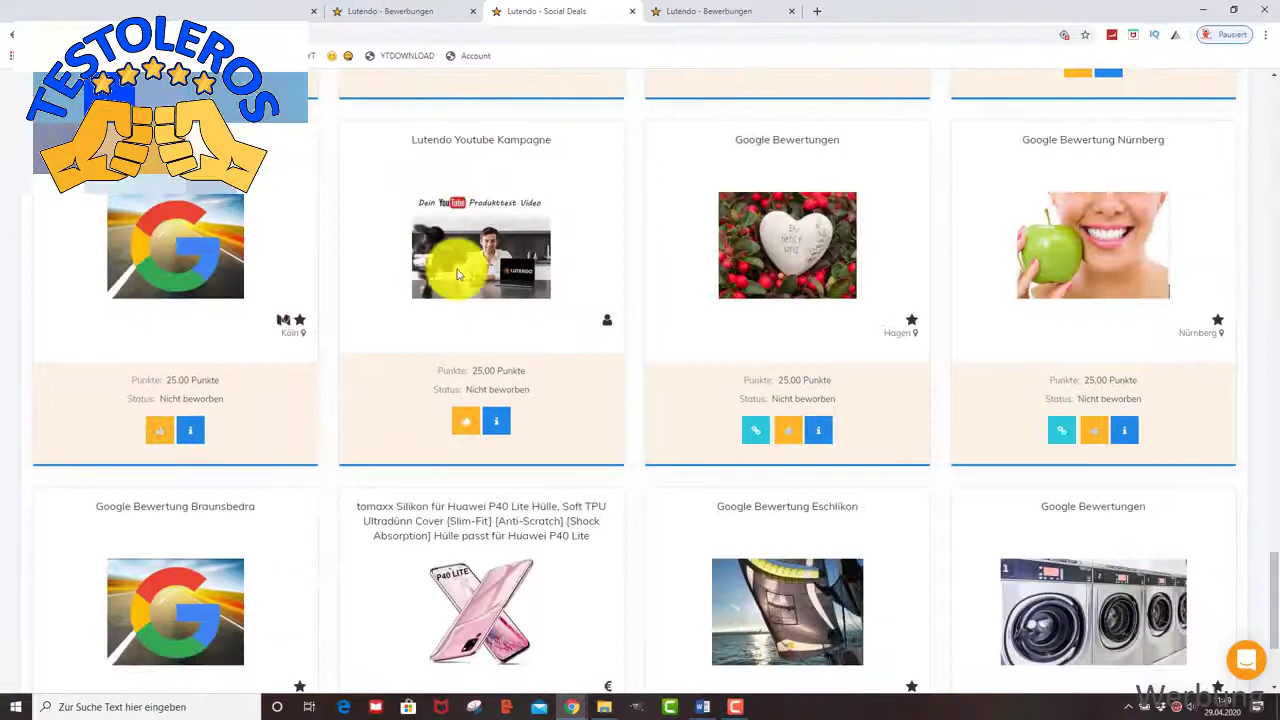 Lutendo - Bewerbungen
Lutendo - Social Deals
Lutendo - Bewerbungen
Pausiert
YT
YTDOWNLOAD
Account
TESTOLEROS
Lutendo Youtube Kampagne
Google Bewertungen
Google Bewertung Nürnberg
Dein YouTube Produkttest Video
LUTENDO
Köln
Hagen
Nürnberg
Punkte: 25,00 Punkte
Status: Nicht beworben
Punkte: 25,00 Punkte
Status: Nicht beworben
Punkte: 25,00 Punkte
Status: Nicht beworben
Punkte: 25,00 Punkte
Status: Nicht beworben
Google Bewertung Braunsbedra
tomaxx Silikon für Huawei P40 Lite Hülle, Soft TPU
Ultradünn Cover [Slim-Fit] [Anti-Scratch] [Shock
Absorption] Hülle passt für Huawei P40 Lite
Google Bewertung Eschlikon
Google Bewertungen
P40 LITE
€
Werbung
Zur Suche Text hier eingeben
29.04.2020